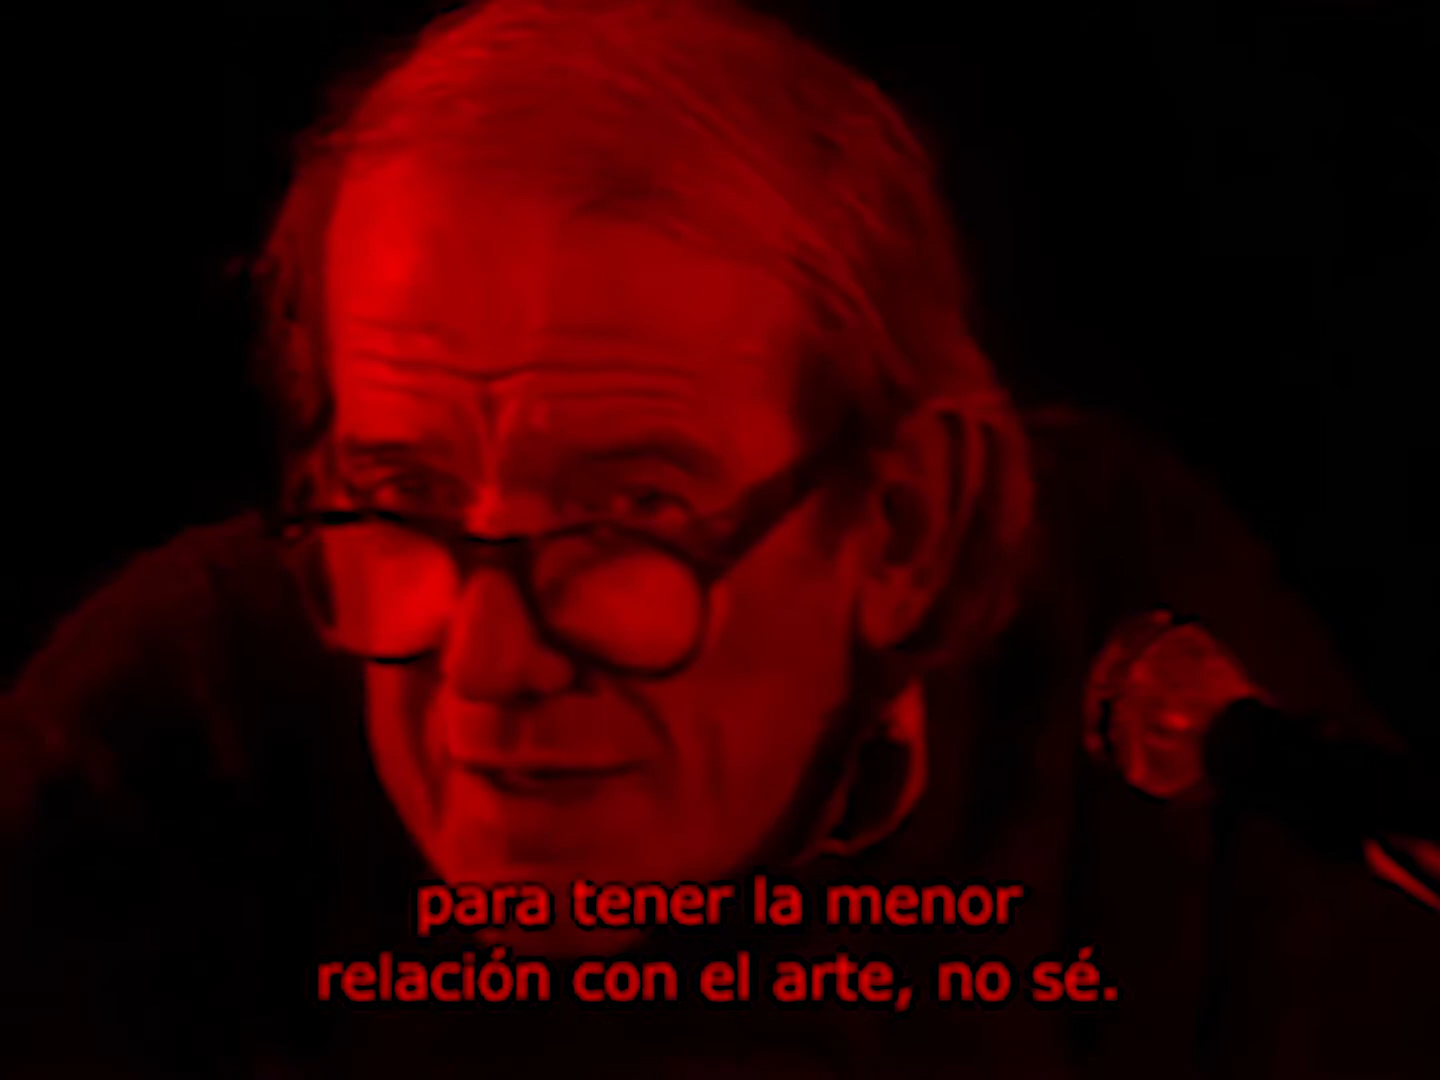 para tener la menor
relación con el arte, no sé.